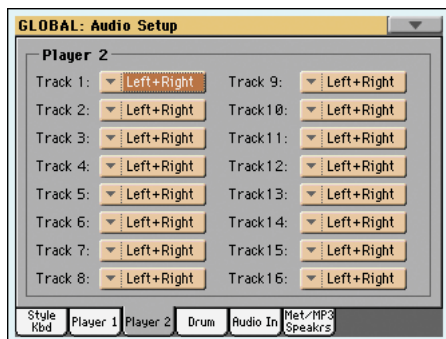 GLOBAL: Audio Setup
Player 2
Track 1: Left+Right Track 9: Left+Right
Track 2: Left+Right Track10: Left+Right
Track 3: Left+Right Track11: Left+Right
Track 4: Left+Right Track12: Left+Right
Track 5: Left+Right Track13: Left+Right
Track 6: Left+Right Track14: Left+Right
Track 7: Left+Right Track15: Left+Right
Track 8: Left+Right Track16: Left+Right
Style Kbd Player 1 Player 2 Drum Audio In Met/MP3 Speakrs